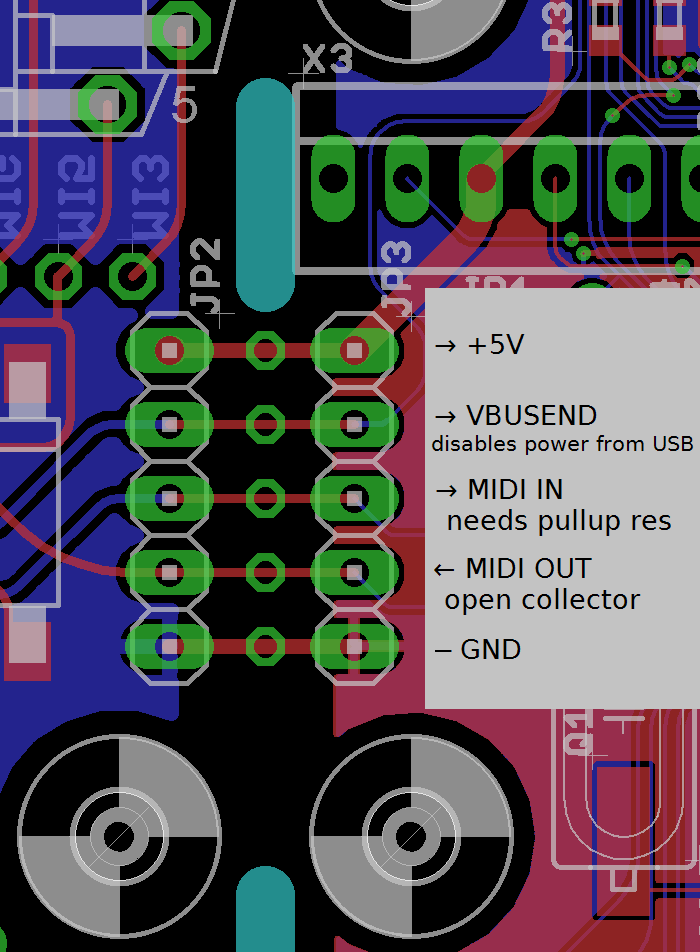 X3
R3
5
WI2
WI3
JP2
JP3
→ +5V
→ VBUSEND
disables power from USB
→ MIDI IN
needs pullup res
← MIDI OUT
open collector
– GND
Q1